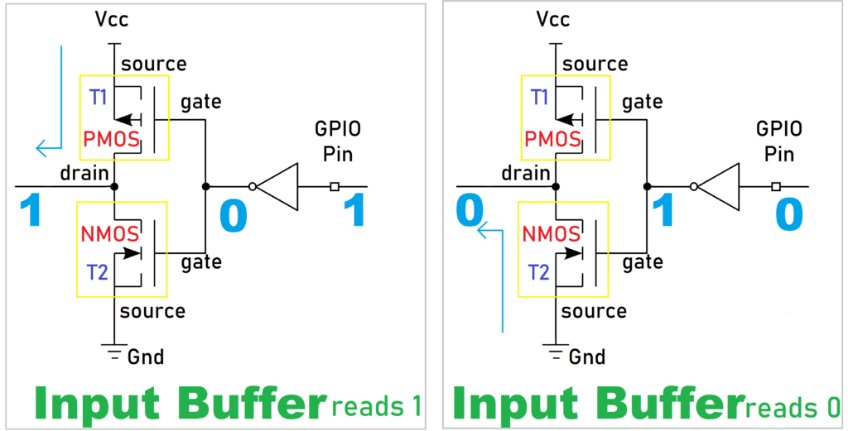 Vcc
source
T1
gate
PMOS
GPIO
Pin
drain
1
0
1
NMOS
T2
gate
source
Gnd
Input Buffer reads 1
Vcc
source
T1
gate
PMOS
GPIO
Pin
drain
0
1
0
NMOS
T2
gate
source
Gnd
Input Buffer reads 0